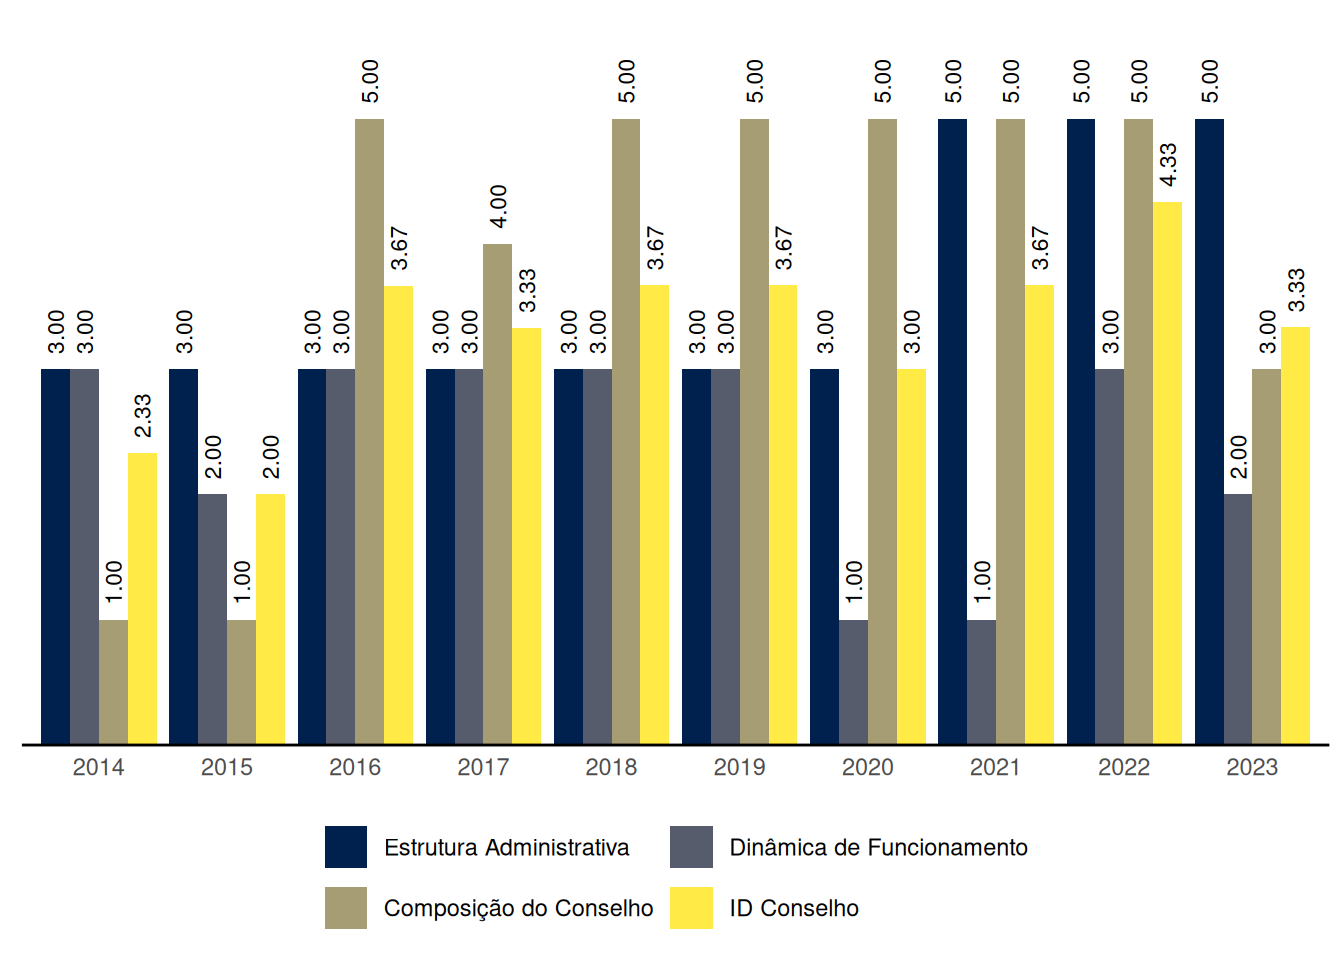 5.00 5.00 5.00 5.00 5.00 5.00 5.00 5.00 5.00
4.33
4.00
3.67 3.67 3.67 3.67
3.33 3.33
3.00 3.00 3.00 3.00 3.00 3.00 3.00 3.00 3.00 3.00 3.00 3.00 3.00 3.00 3.00
2.33
2.00 2.00 2.00
1.00 1.00 1.00 1.00
2014 2015 2016 2017 2018 2019 2020 2021 2022 2023
Estrutura Administrativa Dinâmica de Funcionamento
Composição do Conselho ID Conselho